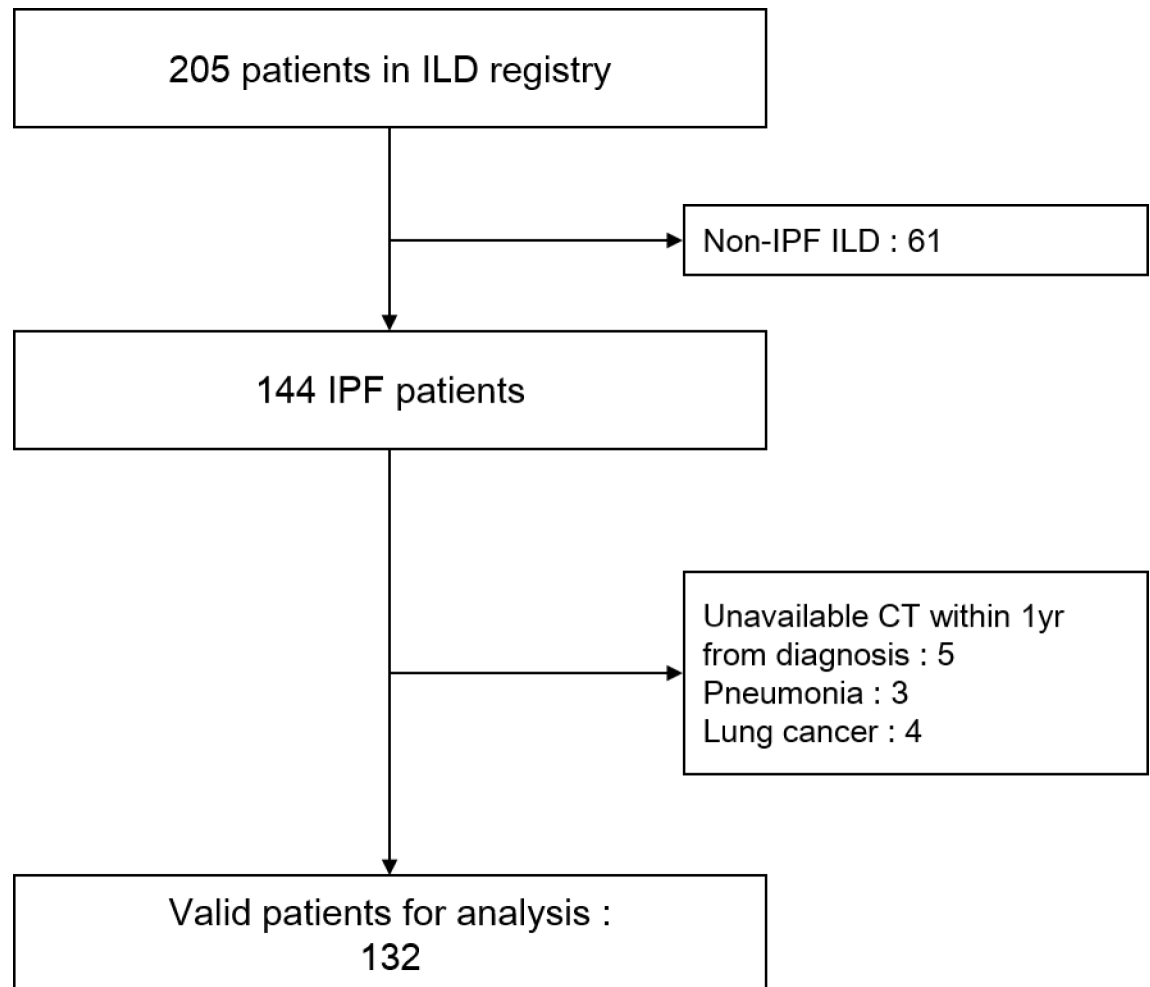 205 patients in ILD registry
Non-IPF ILD : 61
144 IPF patients
Unavailable CT within 1yr
from diagnosis : 5
Pneumonia : 3
Lung cancer : 4
Valid patients for analysis :
132